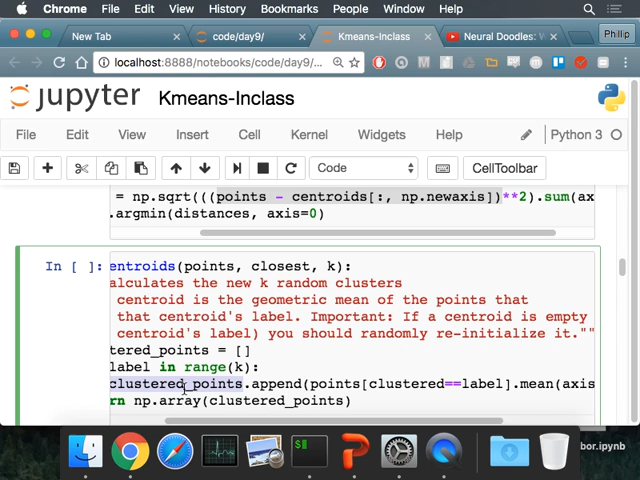 Chrome File Edit View History Bookmarks People Window Help
New Tab code/day9/ Kmeans-Inclass Neural Doodles: W Phillip
localhost:8888/notebooks/code/day9/...
jupyter Kmeans-Inclass
File Edit View Insert Cell Kernel Widgets Help Python 3
Code CellToolbar
= np.sqrt(((points - centroids[:, np.newaxis])**2).sum(ax
.argmin(distances, axis=0)
In [ ]: entroids(points, closest, k):
alculates the new k random clusters
centroid is the geometric mean of the points that
that centroid's label. Important: If a centroid is empty
centroid's label) you should randomly re-initialize it.""
tered_points = []
label in range(k):
clustered_points.append(points[clustered==label].mean(axis
rn np.array(clustered_points)
bor.ipynb